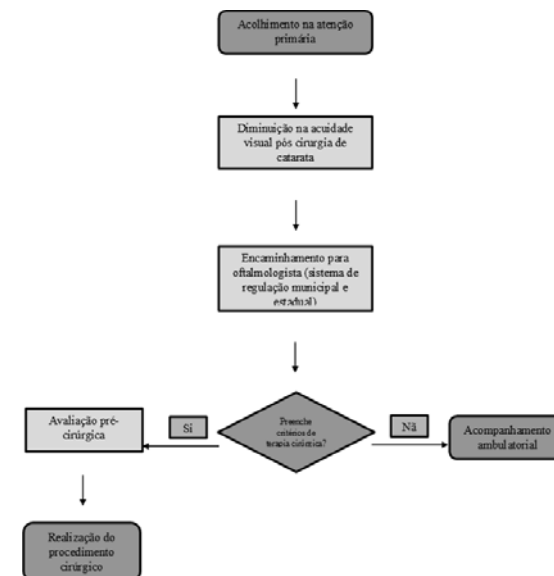 Acolhimento na atenção
primária
Diminuição na acuidade
visual pós cirurgia de
catarata
Encaminhamento para
oftalmologista (sistema de
regulação municipal e
estadual)
Preenche
critérios de
terapia cirúrgica?
Sí
Nã
Avaliação pré-
cirúrgica
Acompanhamento
ambulatorial
Realização do
procedimento
cirúrgico